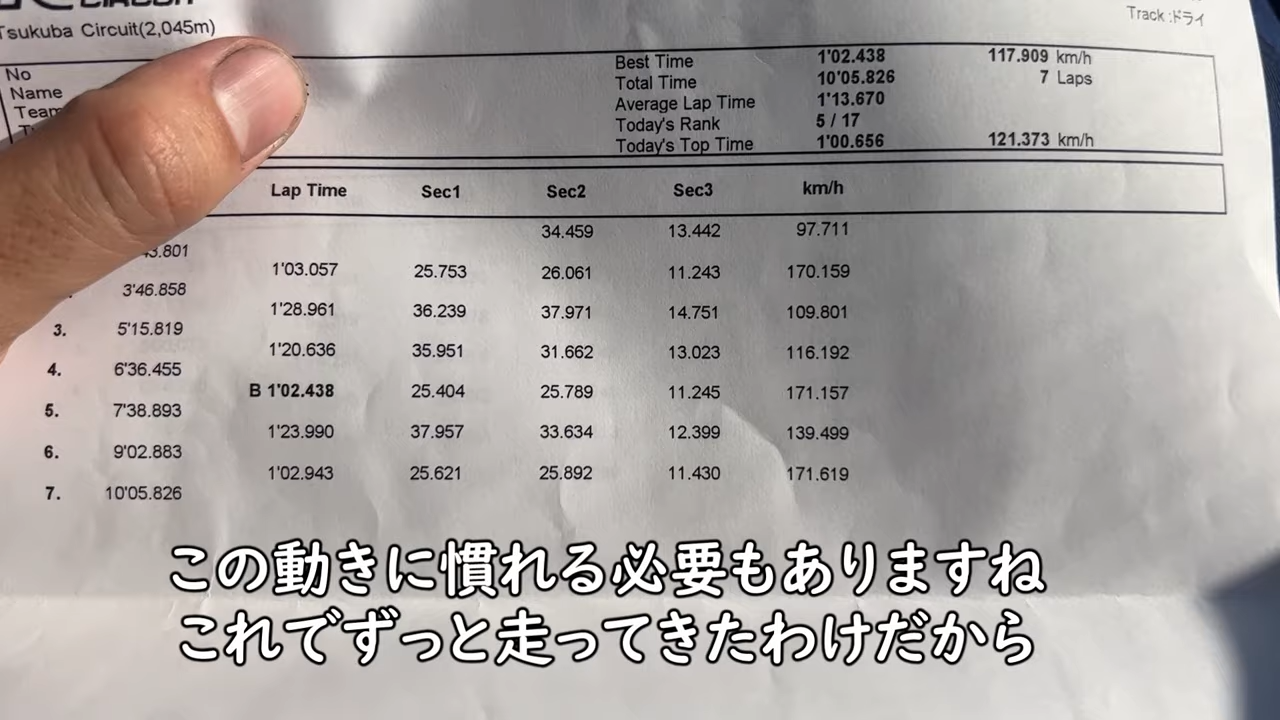 Tsukuba Circuit(2,045m)
Track :ドライ
No
Name
Team
Best Time 1'02.438 117.909 km/h
Total Time 10'05.826 7 Laps
Average Lap Time 1'13.670
Today's Rank 5 / 17
Today's Top Time 1'00.656 121.373 km/h
Lap Time Sec1 Sec2 Sec3 km/h
34.459 13.442 97.711
43.801
1'03.057 25.753 26.061 11.243 170.159
3'46.858
1'28.961 36.239 37.971 14.751 109.801
3. 5'15.819
1'20.636 35.951 31.662 13.023 116.192
4. 6'36.455
B 1'02.438 25.404 25.789 11.245 171.157
5. 7'38.893
1'23.990 37.957 33.634 12.399 139.499
6. 9'02.883
1'02.943 25.621 25.892 11.430 171.619
7. 10'05.826
この動きに慣れる必要もありますね
これでずっと走ってきたわけだから